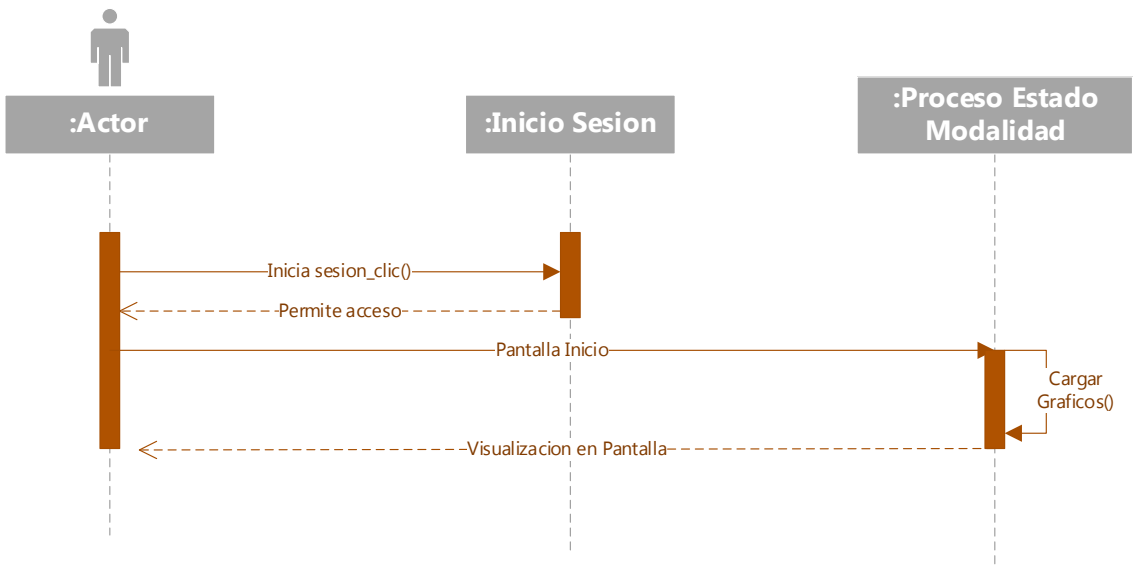 :Actor
:Inicio Sesion
:Proceso Estado
Modalidad
Inicia sesion_clic()
Permite acceso
Pantalla Inicio
Cargar
Graficos()
Visualizacion en Pantalla